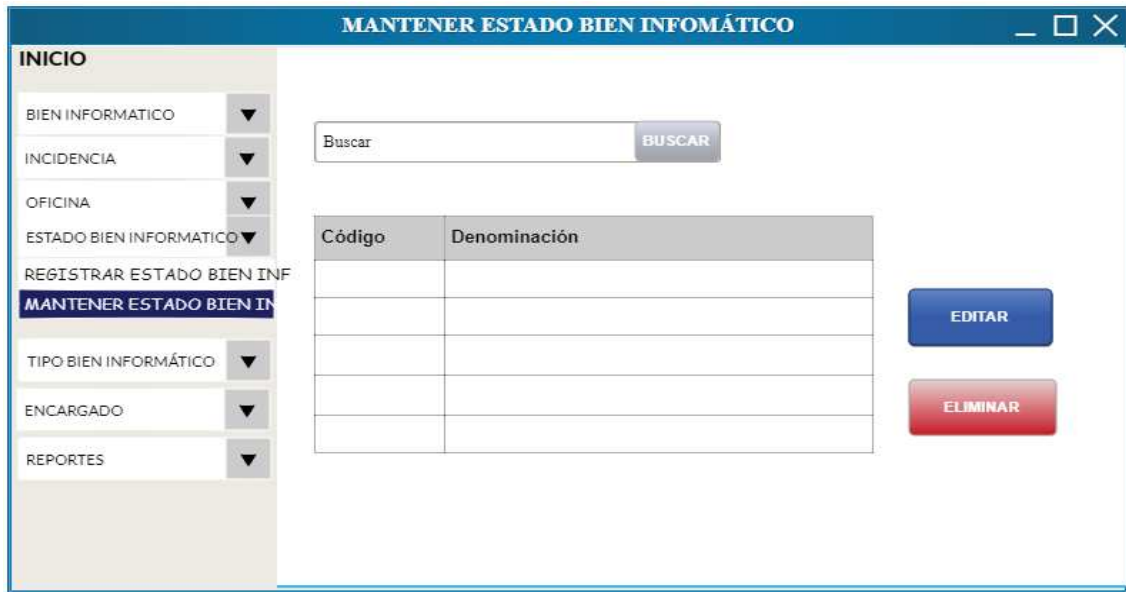 MANTENER ESTADO BIEN INFOMÁTICO
INICIO
BIEN INFORMATICO
INCIDENCIA
OFICINA
ESTADO BIEN INFORMATICO
REGISTRAR ESTADO BIEN INF
MANTENER ESTADO BIEN IN
TIPO BIEN INFORMÁTICO
ENCARGADO
REPORTES
Buscar BUSCAR
Código Denominación
EDITAR
ELIMINAR